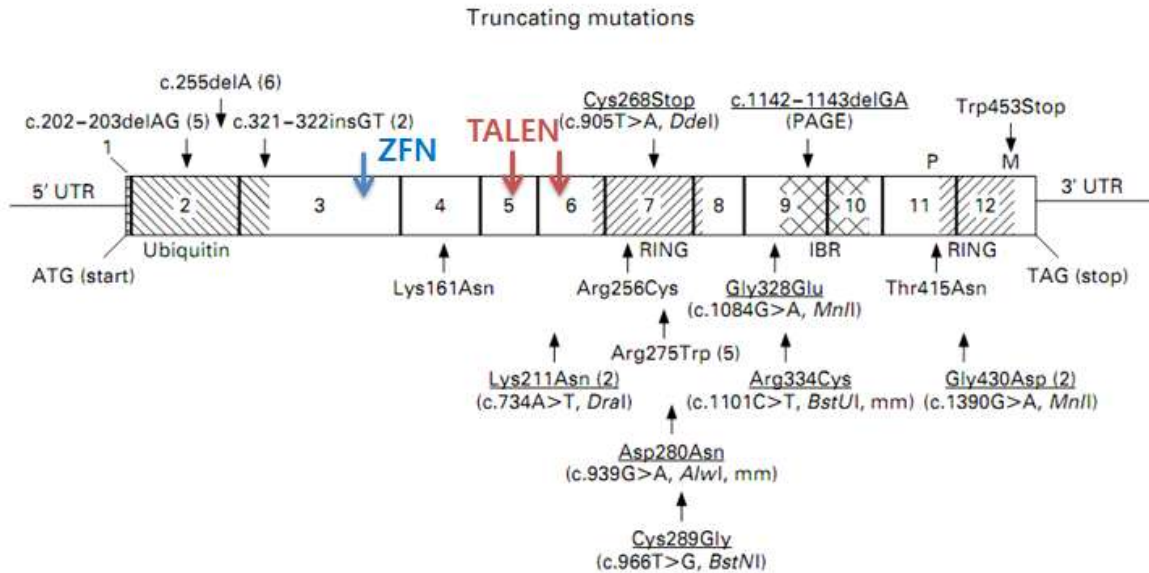 Truncating mutations
c.255delA (6)
c.202–203delAG (5)
c.321–322insGT (2)
Cys268Stop
(c.905T>A, DdeI)
c.1142–1143delGA
(PAGE)
Trp453Stop
ZFN
TALEN
1
P
M
5′ UTR
2
3
4
5
6
7
8
9
10
11
12
3′ UTR
Ubiquitin
RING
IBR
RING
ATG (start)
TAG (stop)
Lys161Asn
Arg256Cys
Gly328Glu
(c.1084G>A, MnlI)
Thr415Asn
Arg275Trp (5)
Lys211Asn (2)
(c.734A>T, DraI)
Arg334Cys
(c.1101C>T, BstUI, mm)
Gly430Asp (2)
(c.1390G>A, MnlI)
Asp280Asn
(c.939G>A, AlwI, mm)
Cys289Gly
(c.966T>G, BstNI)